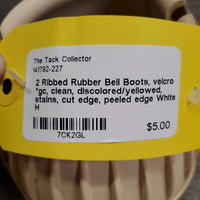 The Tack Collector
141792-227
2 Ribbed Rubber Bell Boots, velcro
*gc, clean, discolored/yellowed,
stains, cut edge, peeled edge White
H
$5.00
7CK2GL